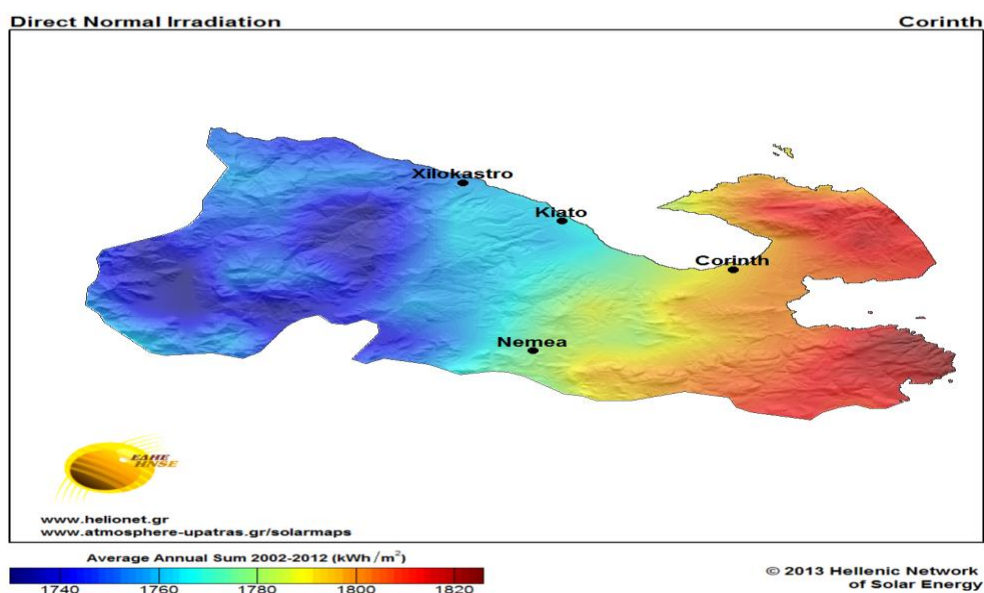 Direct Normal Irradiation
Corinth
Xilokastro
Kiato
Corinth
Nemea
ΕΔΗΕ
HNSE
www.helionet.gr
www.atmosphere-upatras.gr/solarmaps
Average Annual Sum 2002-2012 (kWh/m²)
1740 1760 1780 1800 1820
© 2013 Hellenic Network
of Solar Energy